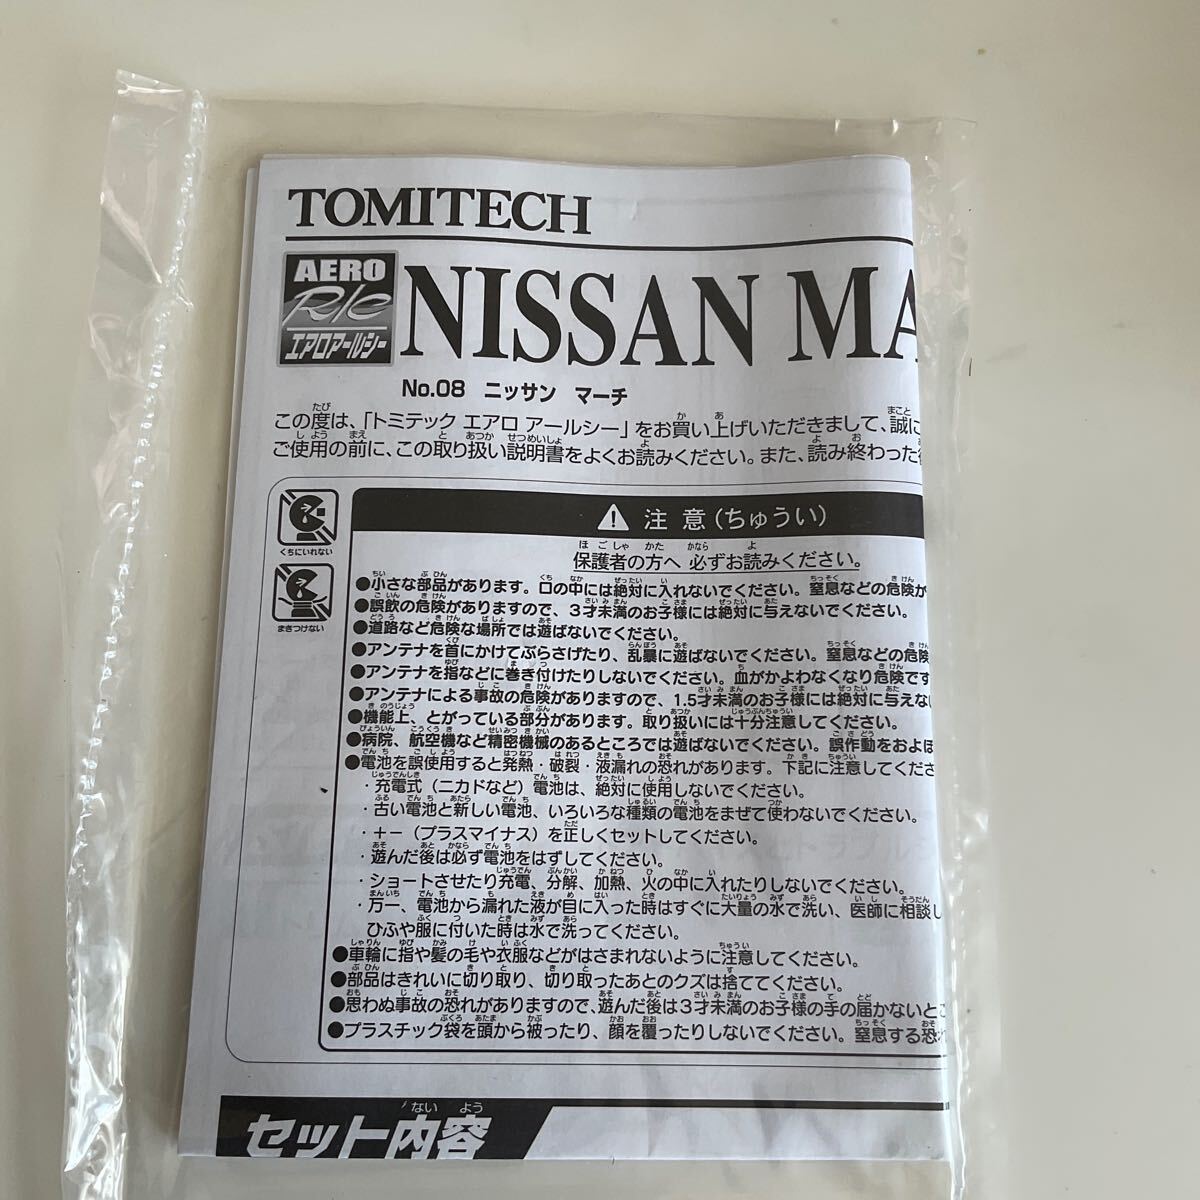 TOMITECH
AERO
R/C
エアロアールシー
NISSAN MA
No.08 ニッサン マーチ
この度は、「トミテック エアロ アールシー」をお買い上げいただきまして、誠に
ご使用の前に、この取り扱い説明書をよくお読みください。また、読み終わった後
くちにいれない
まきつけない
注意(ちゅうい)
保護者の方へ 必ずお読みください。
●小さな部品があります。口の中には絶対に入れないでください。窒息などの危険が
●誤飲の危険がありますので、3才未満のお子様には絶対に与えないでください。
●道路など危険な場所では遊ばないでください。
●アンテナを首にかけてぶらさげたり、乱暴に遊ばないでください。窒息などの危険
●アンテナを指などに巻き付けたりしないでください。血がかよわなくなり危険です
●アンテナによる事故の危険がありますので、1.5才未満のお子様には絶対に与えない
●機能上、とがっている部分があります。取り扱いには十分注意してください。
●病院、航空機など精密機械のあるところでは遊ばないでください。誤作動をおよぼ
●電池を誤使用すると発熱・破裂・液漏れの恐れがあります。下記に注意してくださ
・充電式(ニカドなど)電池は、絶対に使用しないでください。
・古い電池と新しい電池、いろいろな種類の電池をまぜて使わないでください。
・+-(プラスマイナス)を正しくセットしてください。
・遊んだ後は必ず電池をはずしてください。
・ショートさせたり充電、分解、加熱、火の中に入れたりしないでください。
・万一、電池から漏れた液が目に入った時はすぐに大量の水で洗い、医師に相談し
ひふや服に付いた時は水で洗ってください。
●車輪に指や髪の毛や衣服などがはさまれないように注意してください。
●部品はきれいに切り取り、切り取ったあとのクズは捨ててください。
●思わぬ事故の恐れがありますので、遊んだ後は3才未満のお子様の手の届かないとこ
●プラスチック袋を頭から被ったり、顔を覆ったりしないでください。窒息する恐れ
セット内容